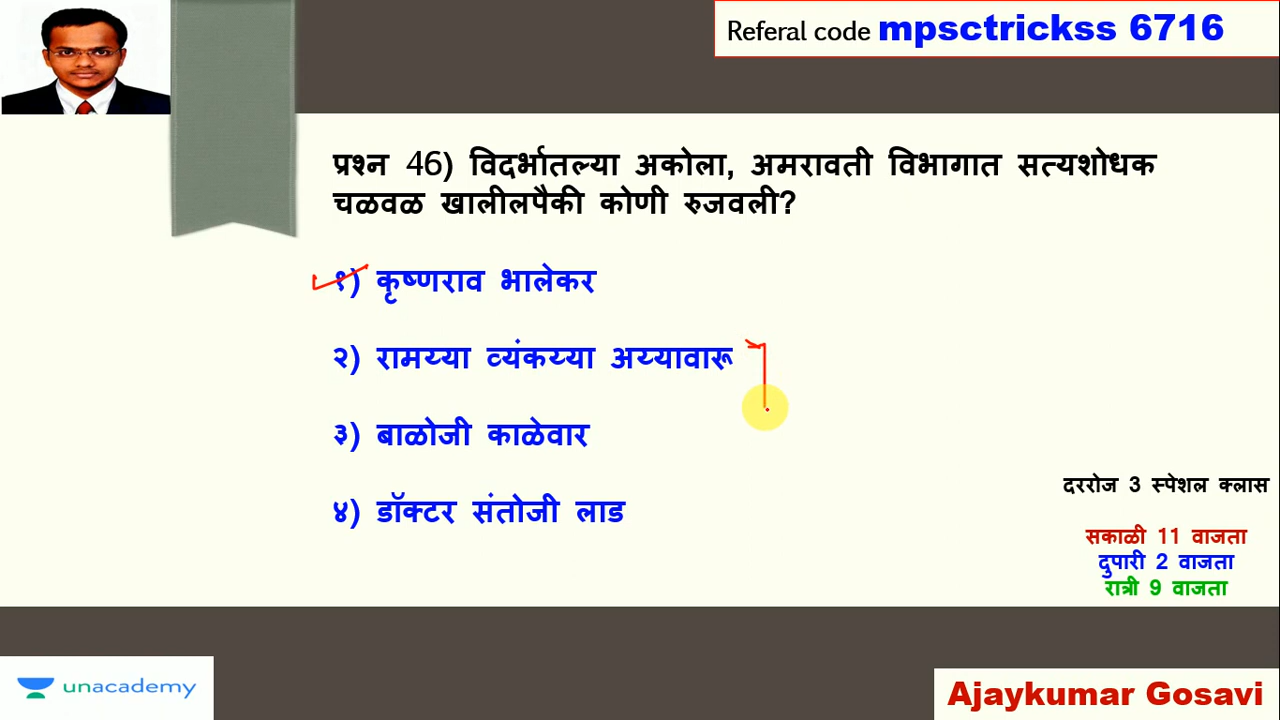 Referal code mpsctrickss 6716
प्रश्न 46) विदर्भातल्या अकोला, अमरावती विभागात सत्यशोधक
चळवळ खालीलपैकी कोणी रुजवली?
१) कृष्णराव भालेकर
२) रामय्या व्यंकय्या अय्यावारू
३) बाळोजी काळेवार
४) डॉक्टर संतोजी लाड
दररोज 3 स्पेशल क्लास
सकाळी 11 वाजता
दुपारी 2 वाजता
रात्री 9 वाजता
unacademy
Ajaykumar Gosavi